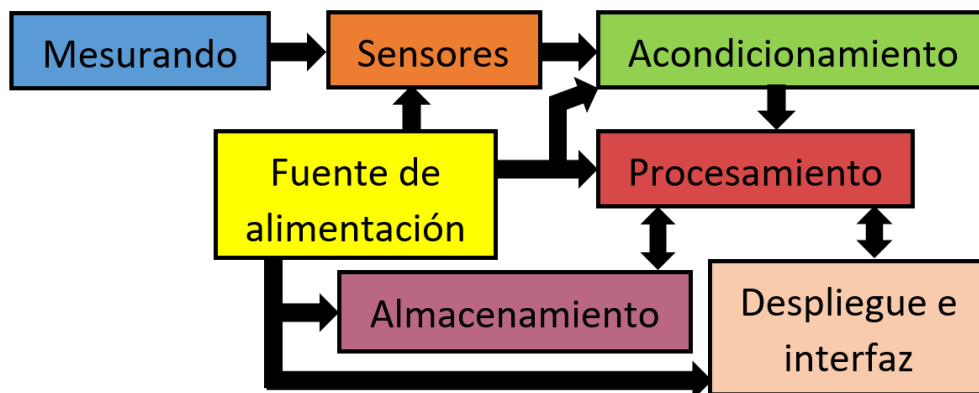 Mesurando
Sensores
Acondicionamiento
Fuente de
alimentación
Procesamiento
Almacenamiento
Despliegue e
interfaz